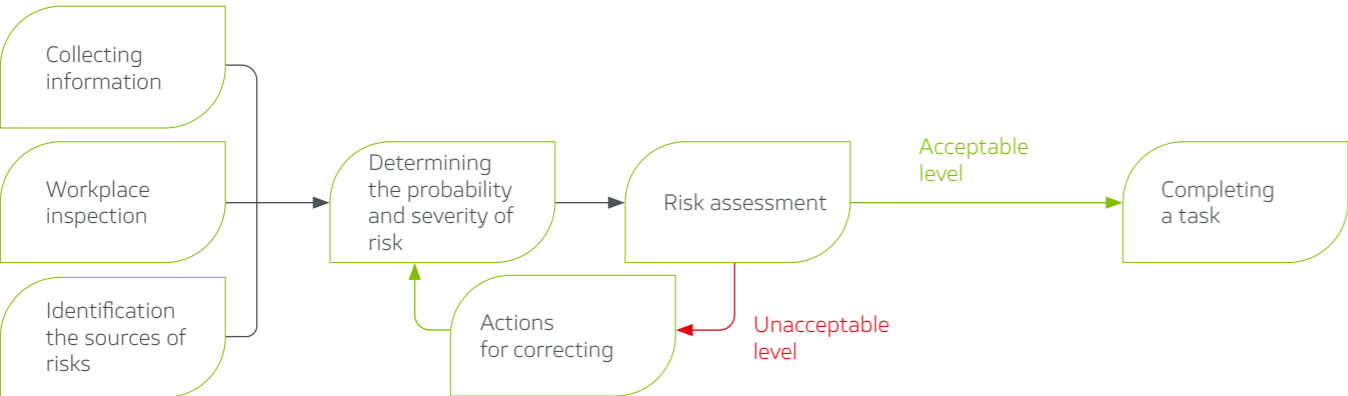 Collecting
information
Workplace
inspection
Identification
the sources of
risks
Determining
the probability
and severity of
risk
Risk assessment
Actions
for correcting
Acceptable
level
Unacceptable
level
Completing
a task